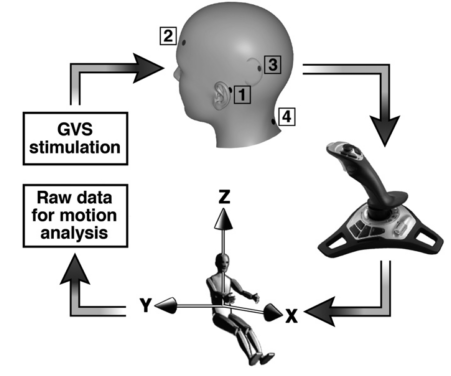 2
3
1
4
GVS
stimulation
Raw data
for motion
analysis
Z
Y
X